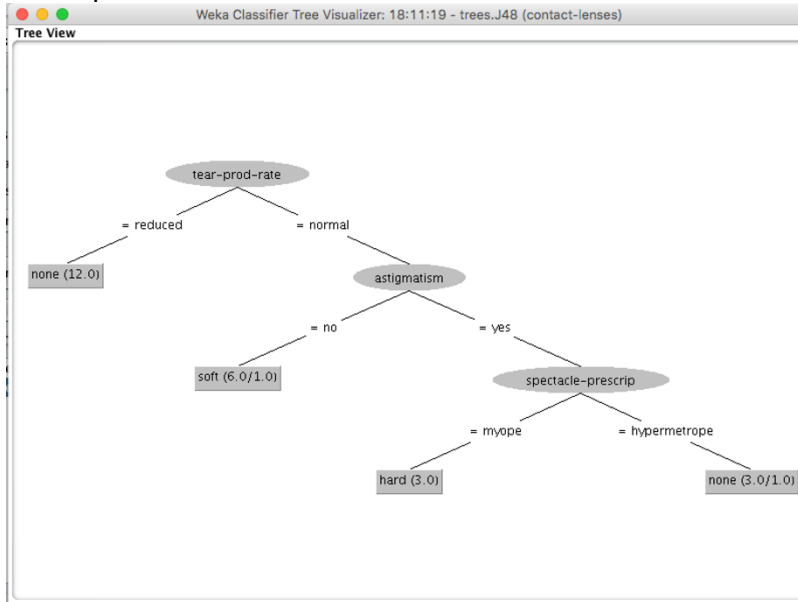 Weka Classifier Tree Visualizer: 18:11:19 - trees.J48 (contact-lenses)
Tree View
tear-prod-rate
= reduced
= normal
none (12.0)
astigmatism
= no
= yes
soft (6.0/1.0)
spectacle-prescrip
= myope
= hypermetrope
hard (3.0)
none (3.0/1.0)